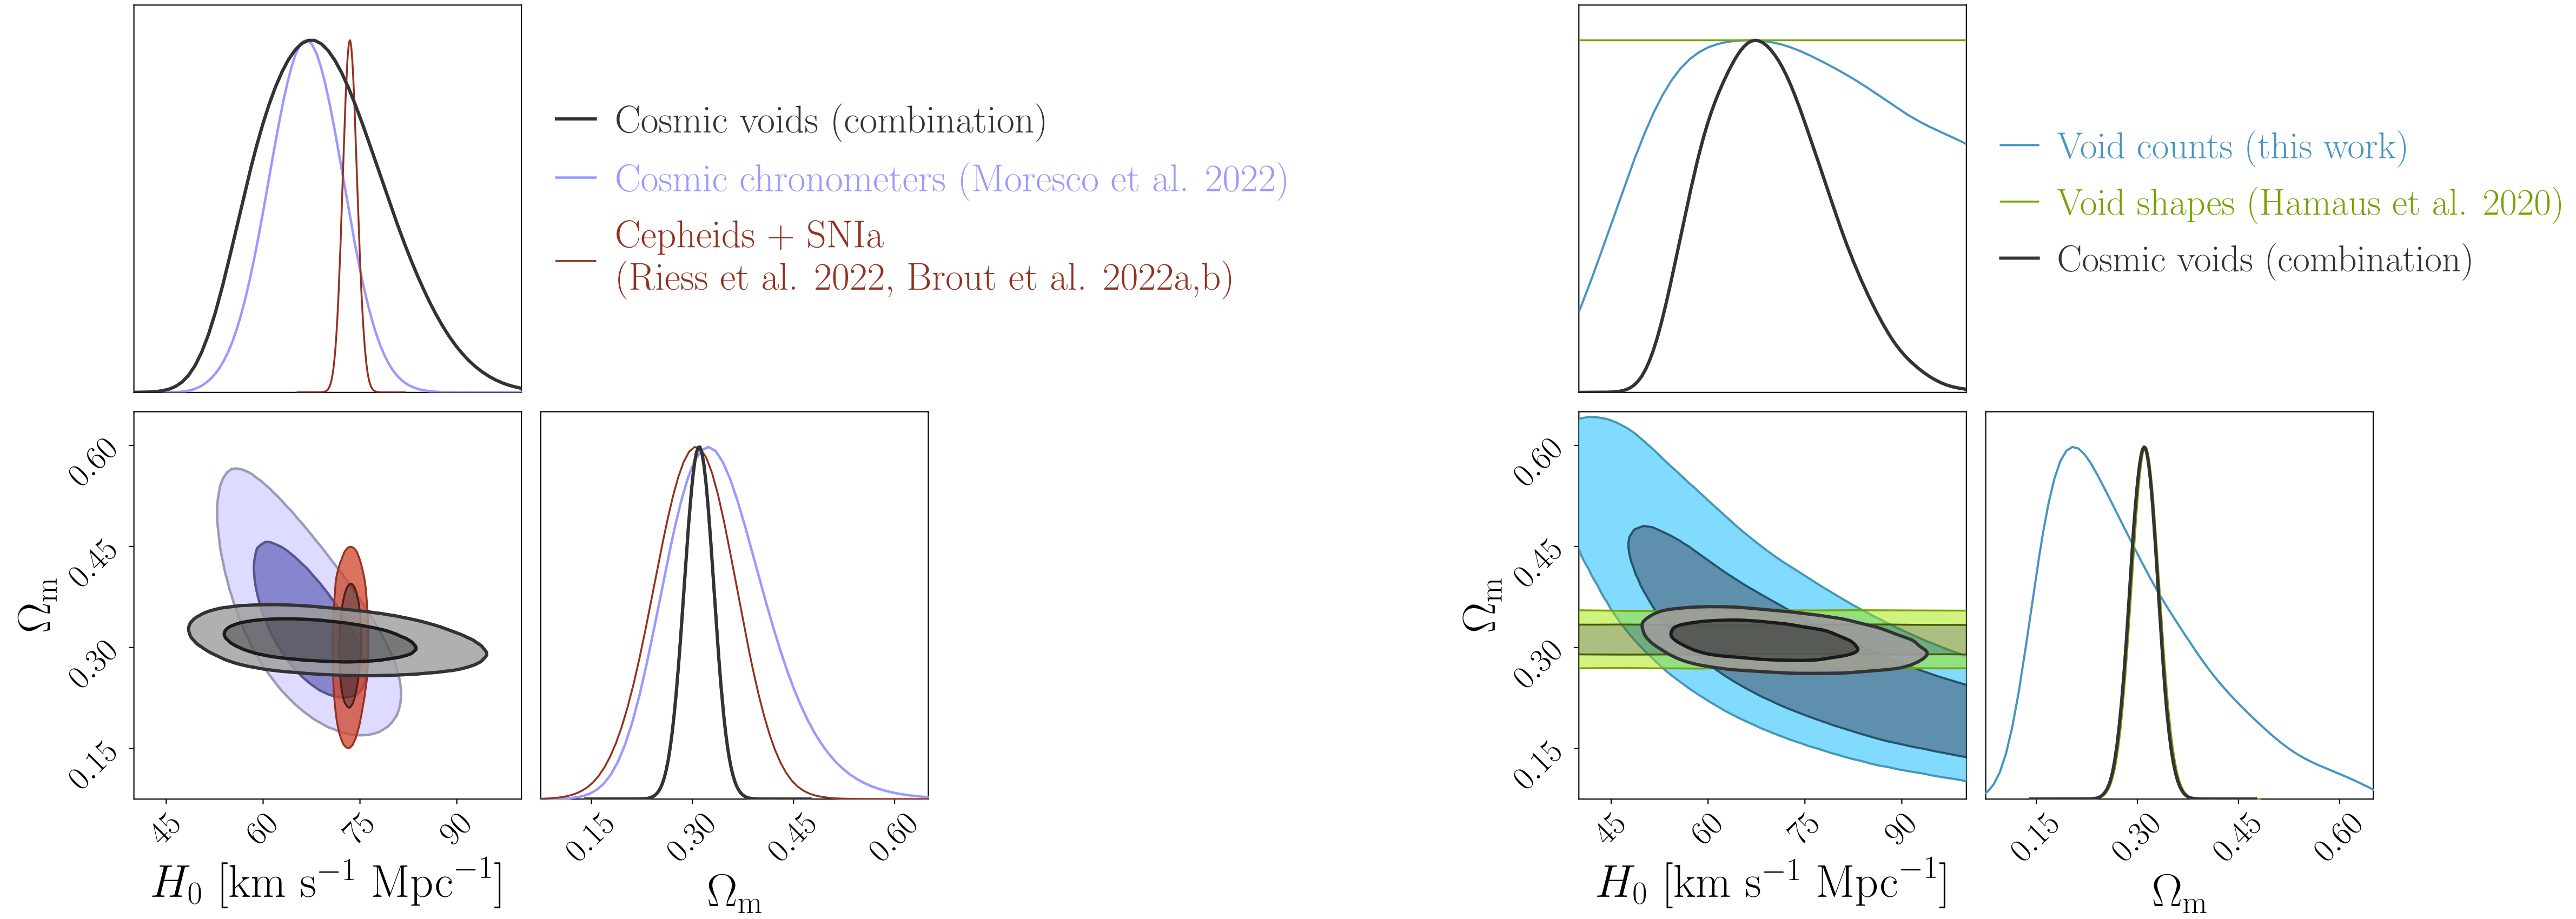 Cosmic voids (combination)
Cosmic chronometers (Moresco et al. 2022)
Cepheids + SNIa
(Riess et al. 2022, Brout et al. 2022a,b)
0.60
0.45
0.30
0.15
Ωm
45
60
75
90
H0 [km s−1 Mpc−1]
0.15
0.30
0.45
0.60
Ωm
Void counts (this work)
Void shapes (Hamaus et al. 2020)
Cosmic voids (combination)
0.60
0.45
0.30
0.15
Ωm
45
60
75
90
H0 [km s−1 Mpc−1]
0.15
0.30
0.45
0.60
Ωm